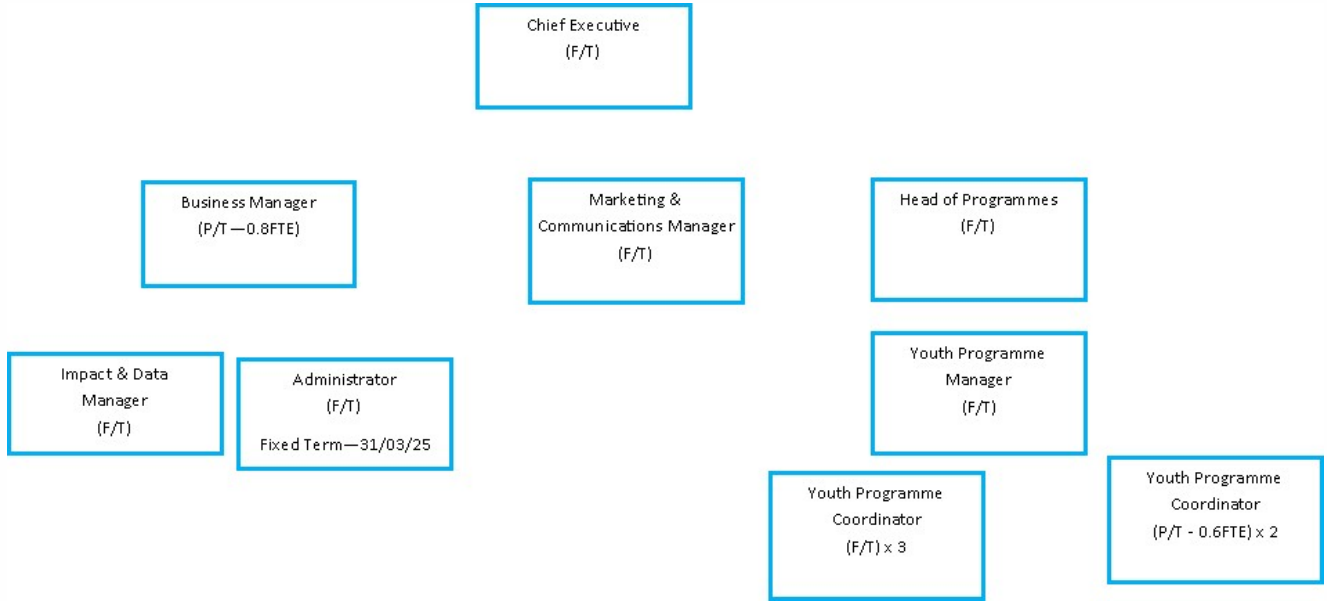 Chief Executive
(F/T)
Business Manager
(P/T—0.8FTE)
Marketing &
Communications Manager
(F/T)
Head of Programmes
(F/T)
Impact & Data
Manager
(F/T)
Administrator
(F/T)
Fixed Term—31/03/25
Youth Programme
Manager
(F/T)
Youth Programme
Coordinator
(F/T) x 3
Youth Programme
Coordinator
(P/T - 0.6FTE) x 2